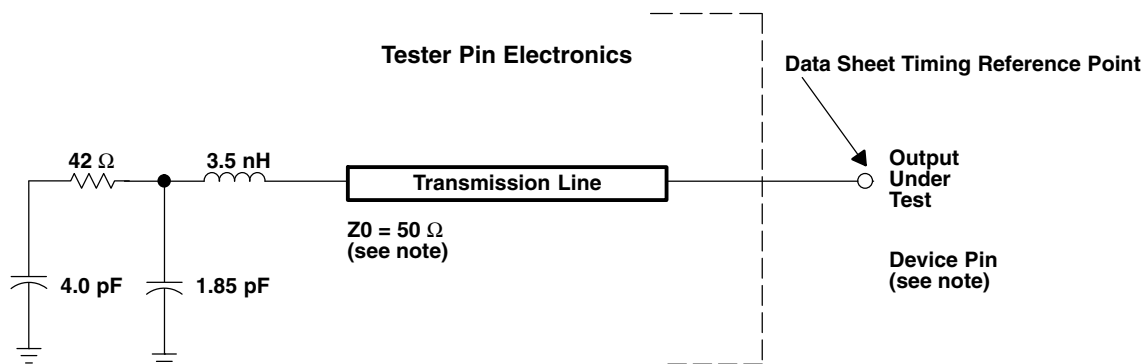 Tester Pin Electronics
Data Sheet Timing Reference Point
42 Ω
3.5 nH
Transmission Line
Output
Under
Test
Z0 = 50 Ω
(see note)
4.0 pF
1.85 pF
Device Pin
(see note)